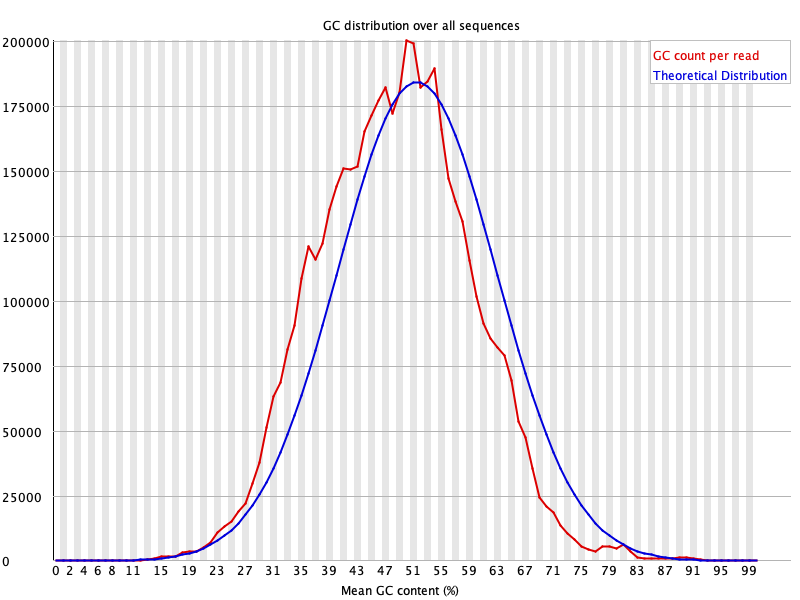 GC distribution over all sequences
GC count per read
Theoretical Distribution
200000
175000
150000
125000
100000
75000
50000
25000
0
0 2 4 6 8 11 15 19 23 27 31 35 39 43 47 51 55 59 63 67 71 75 79 83 87 91 95 99
Mean GC content (%)